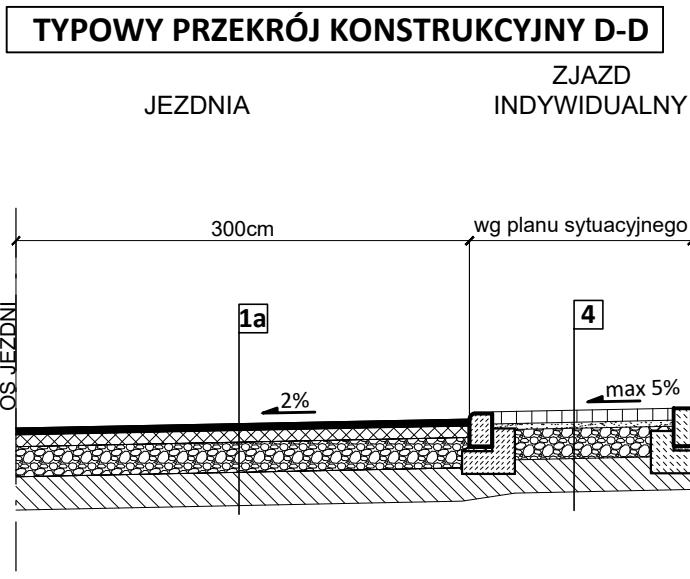 TYPOWY PRZEKRÓJ KONSTRUKCYJNY D-D
JEZDNIA
ZJAZD
INDYWIDUALNY
300cm
wg planu sytuacyjnego
OŚ JEZDNI
1a
4
2%
max 5%